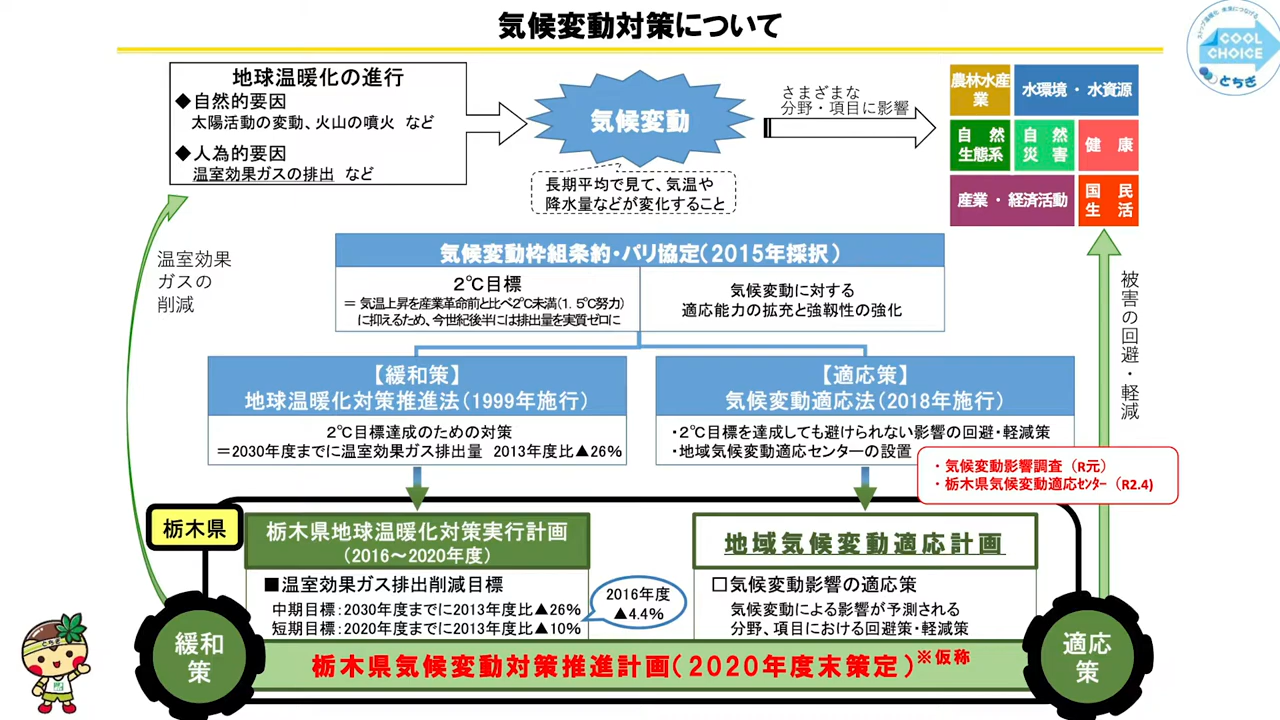 気候変動対策について
ストップ温暖化 未来につなげる
COOL
CHOICE
とちぎ
地球温暖化の進行
◆自然的要因
太陽活動の変動、火山の噴火 など
◆人為的要因
温室効果ガスの排出 など
気候変動
長期平均で見て、気温や
降水量などが変化すること
さまざまな
分野・項目に影響
農林水産
業
水環境・水資源
自然
生態系
自然
災害
健康
産業・経済活動
国民
生活
温室効果
ガスの
削減
気候変動枠組条約・パリ協定(2015年採択)
2℃目標
＝ 気温上昇を産業革命前と比べ2℃未満(1.5℃努力)
に抑えるため、今世紀後半には排出量を実質ゼロに
気候変動に対する
適応能力の拡充と強靱性の強化
被害の回避・軽減
【緩和策】
地球温暖化対策推進法(1999年施行)
2℃目標達成のための対策
＝2030年度までに温室効果ガス排出量 2013年度比▲26%
【適応策】
気候変動適応法(2018年施行)
・2℃目標を達成しても避けられない影響の回避・軽減策
・地域気候変動適応センターの設置
・気候変動影響調査（R元）
・栃木県気候変動適応ｾﾝﾀｰ（R2.4)
栃木県
栃木県地球温暖化対策実行計画
(2016～2020年度)
■温室効果ガス排出削減目標
中期目標：2030年度までに2013年度比▲26%
短期目標：2020年度までに2013年度比▲10%
2016年度
▲4.4%
地域気候変動適応計画
□気候変動影響の適応策
気候変動による影響が予測される
分野、項目における回避策・軽減策
とちぎ
緩和
策
栃木県気候変動対策推進計画(2020年度末策定)※仮称
適応
策